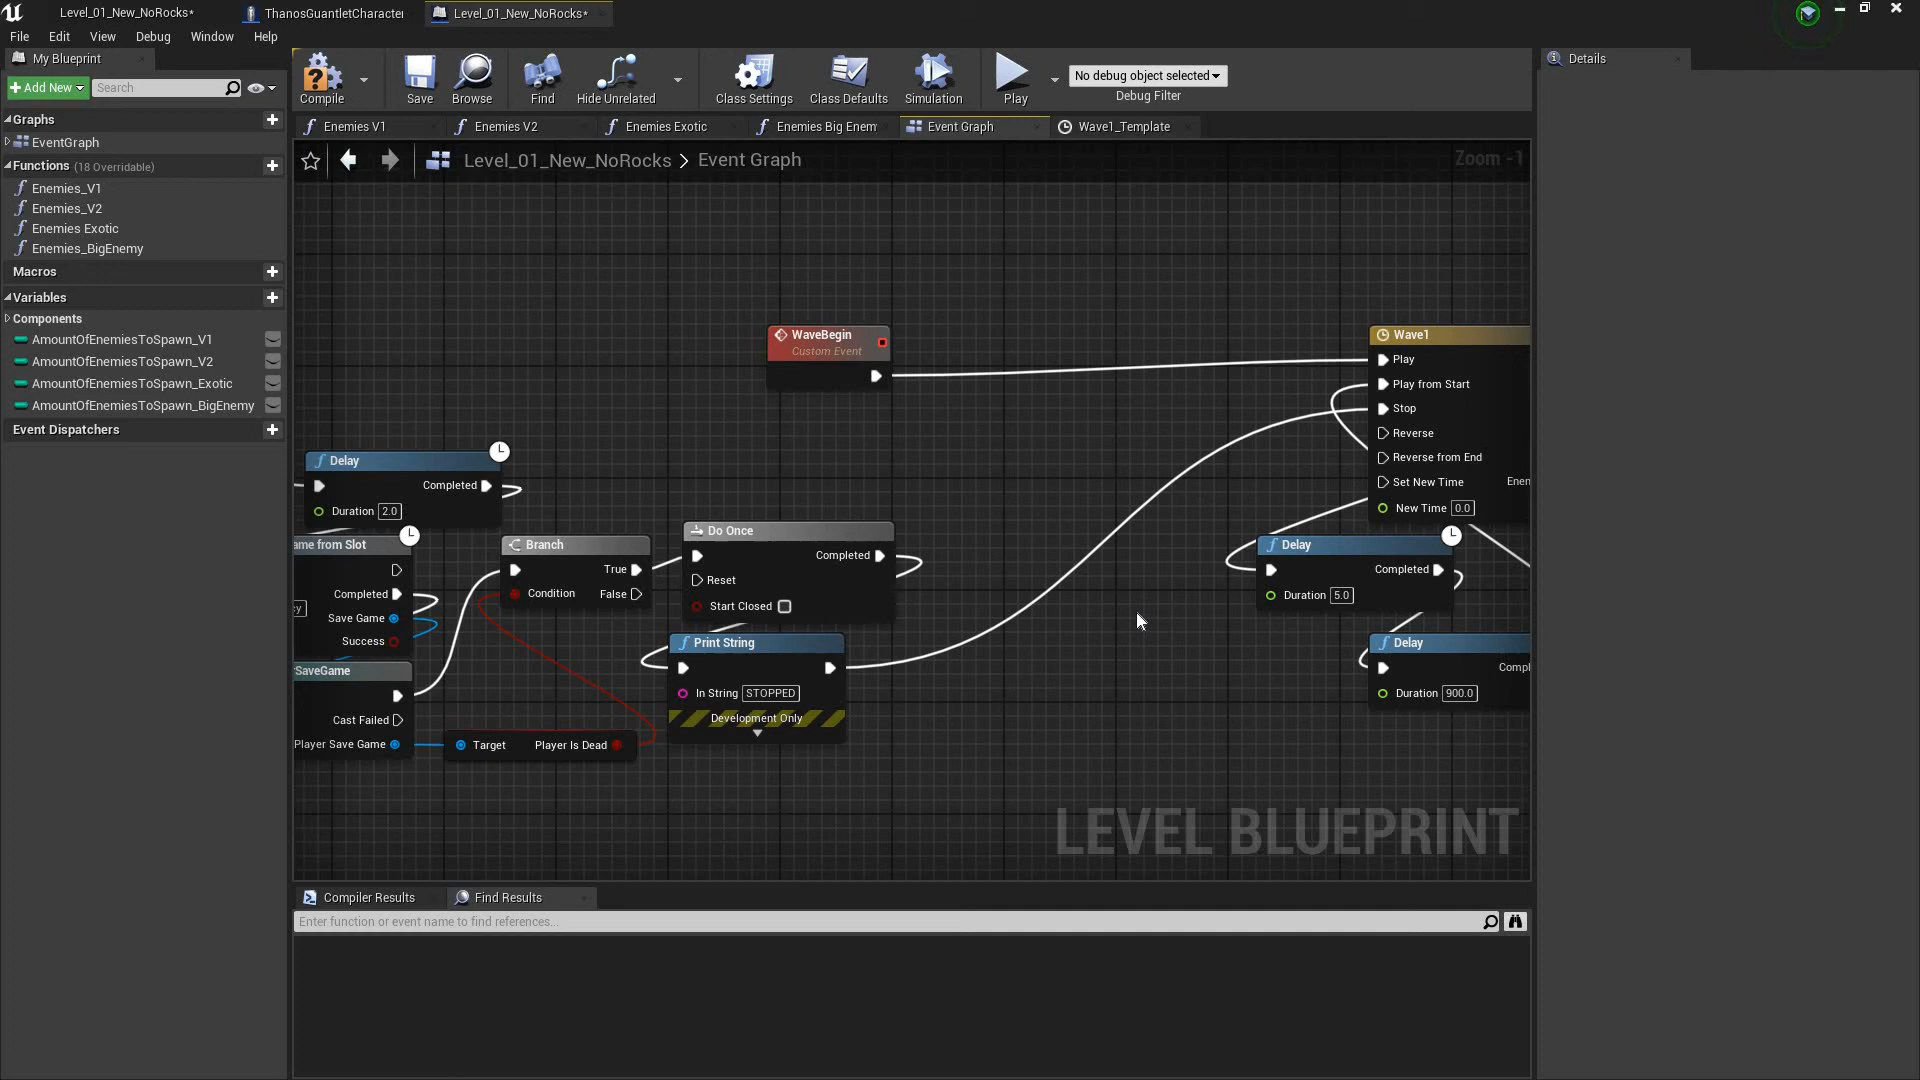 Level_01_New_NoRocks*
ThanosGuantletCharacter
Level_01_New_NoRocks*
File Edit View Debug Window Help
My Blueprint
Add New
Search
Graphs
EventGraph
Functions (18 Overridable)
Enemies_V1
Enemies_V2
Enemies Exotic
Enemies_BigEnemy
Macros
Variables
Components
AmountOfEnemiesToSpawn_V1
AmountOfEnemiesToSpawn_V2
AmountOfEnemiesToSpawn_Exotic
AmountOfEnemiesToSpawn_BigEnemy
Event Dispatchers
Compile
Save
Browse
Find
Hide Unrelated
Class Settings
Class Defaults
Simulation
Play
No debug object selected
Debug Filter
Enemies V1
Enemies V2
Enemies Exotic
Enemies Big Enem
Event Graph
Wave1_Template
Level_01_New_NoRocks > Event Graph
Zoom -1
WaveBegin
Custom Event
Wave1
Play
Play from Start
Stop
Reverse
Reverse from End
Set New Time
Enen
New Time 0.0
Delay
Completed
Duration 2.0
ame from Slot
Completed
cy
Save Game
Success
SaveGame
Cast Failed
Player Save Game
Branch
True
Condition
False
Target
Player Is Dead
Do Once
Completed
Reset
Start Closed
Print String
In String STOPPED
Development Only
Delay
Completed
Duration 5.0
Delay
Compl
Duration 900.0
LEVEL BLUEPRINT
Compiler Results
Find Results
Enter function or event name to find references...
Details